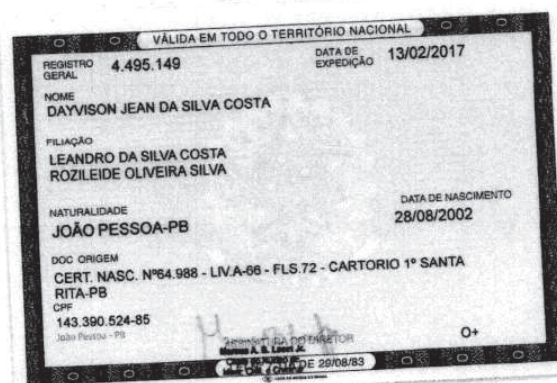 VÁLIDA EM TODO O TERRITÓRIO NACIONAL
REGISTRO GERAL 4.495.149 DATA DE EXPEDIÇÃO 13/02/2017
NOME
DAYVISON JEAN DA SILVA COSTA
FILIAÇÃO
LEANDRO DA SILVA COSTA
ROZILEIDE OLIVEIRA SILVA
NATURALIDADE DATA DE NASCIMENTO
JOÃO PESSOA-PB 28/08/2002
DOC ORIGEM
CERT. NASC. Nº64.988 - LIV.A-66 - FLS.72 - CARTORIO 1º SANTA
RITA-PB
CPF
143.390.524-85
João Pessoa - PB
ASSINATURA DO DIRETOR O+
DE 29/08/83